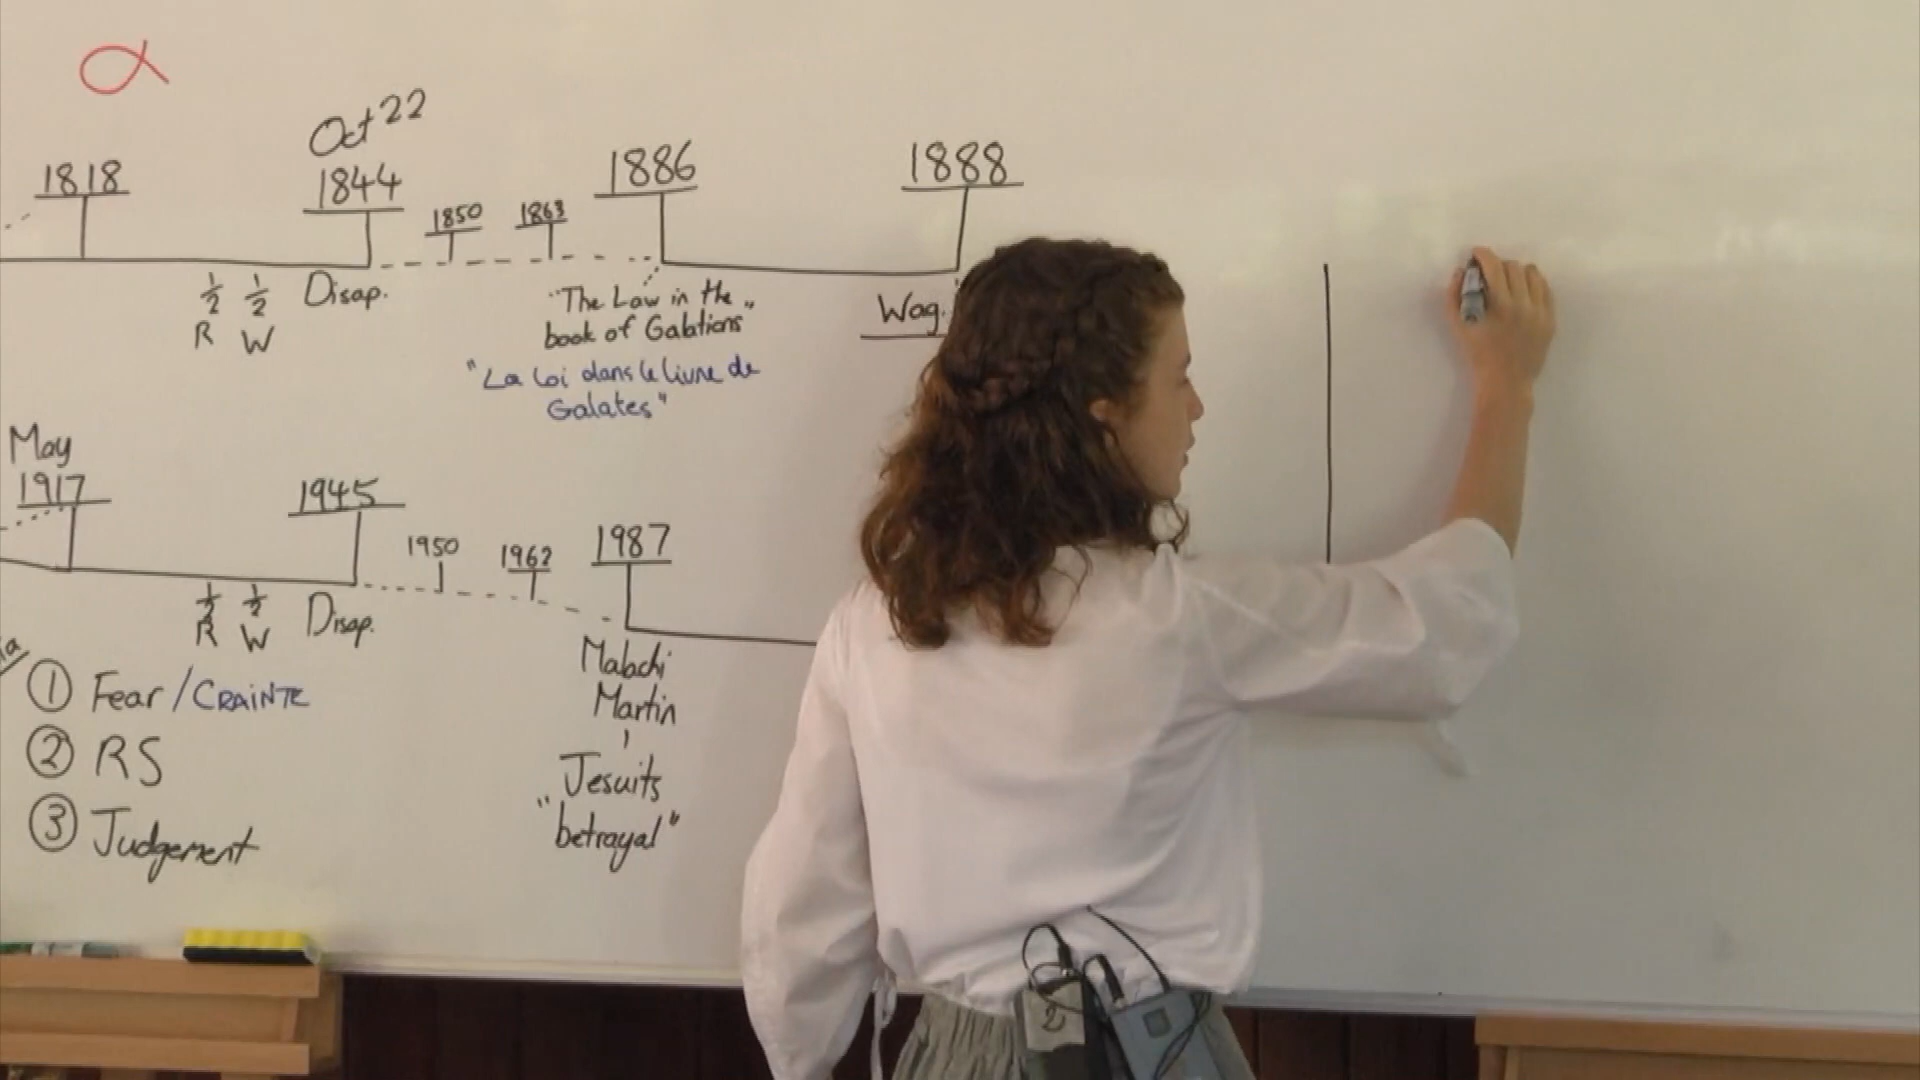 α
Oct 22
1818
1844
1850
1863
1886
1888
1/2 1/2 Disap.
R W
"The Law in the
book of Galations"
Wag.
"La Loi dans le livre de
Galates"
May
1917
1945
1950
1962
1987
1/2 1/2 Disap.
R W
Malachi
Martin
Jesuits
"betrayal"
① Fear / CRAINTE
② RS
③ Judgement
2